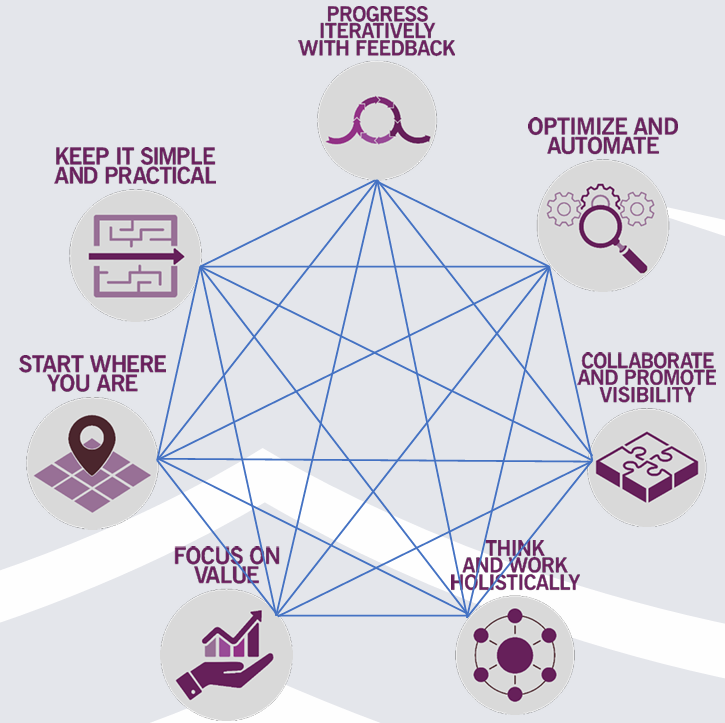 PROGRESS
ITERATIVELY
WITH FEEDBACK
OPTIMIZE AND
AUTOMATE
KEEP IT SIMPLE
AND PRACTICAL
START WHERE
YOU ARE
COLLABORATE
AND PROMOTE
VISIBILITY
FOCUS ON
VALUE
THINK
AND WORK
HOLISTICALLY